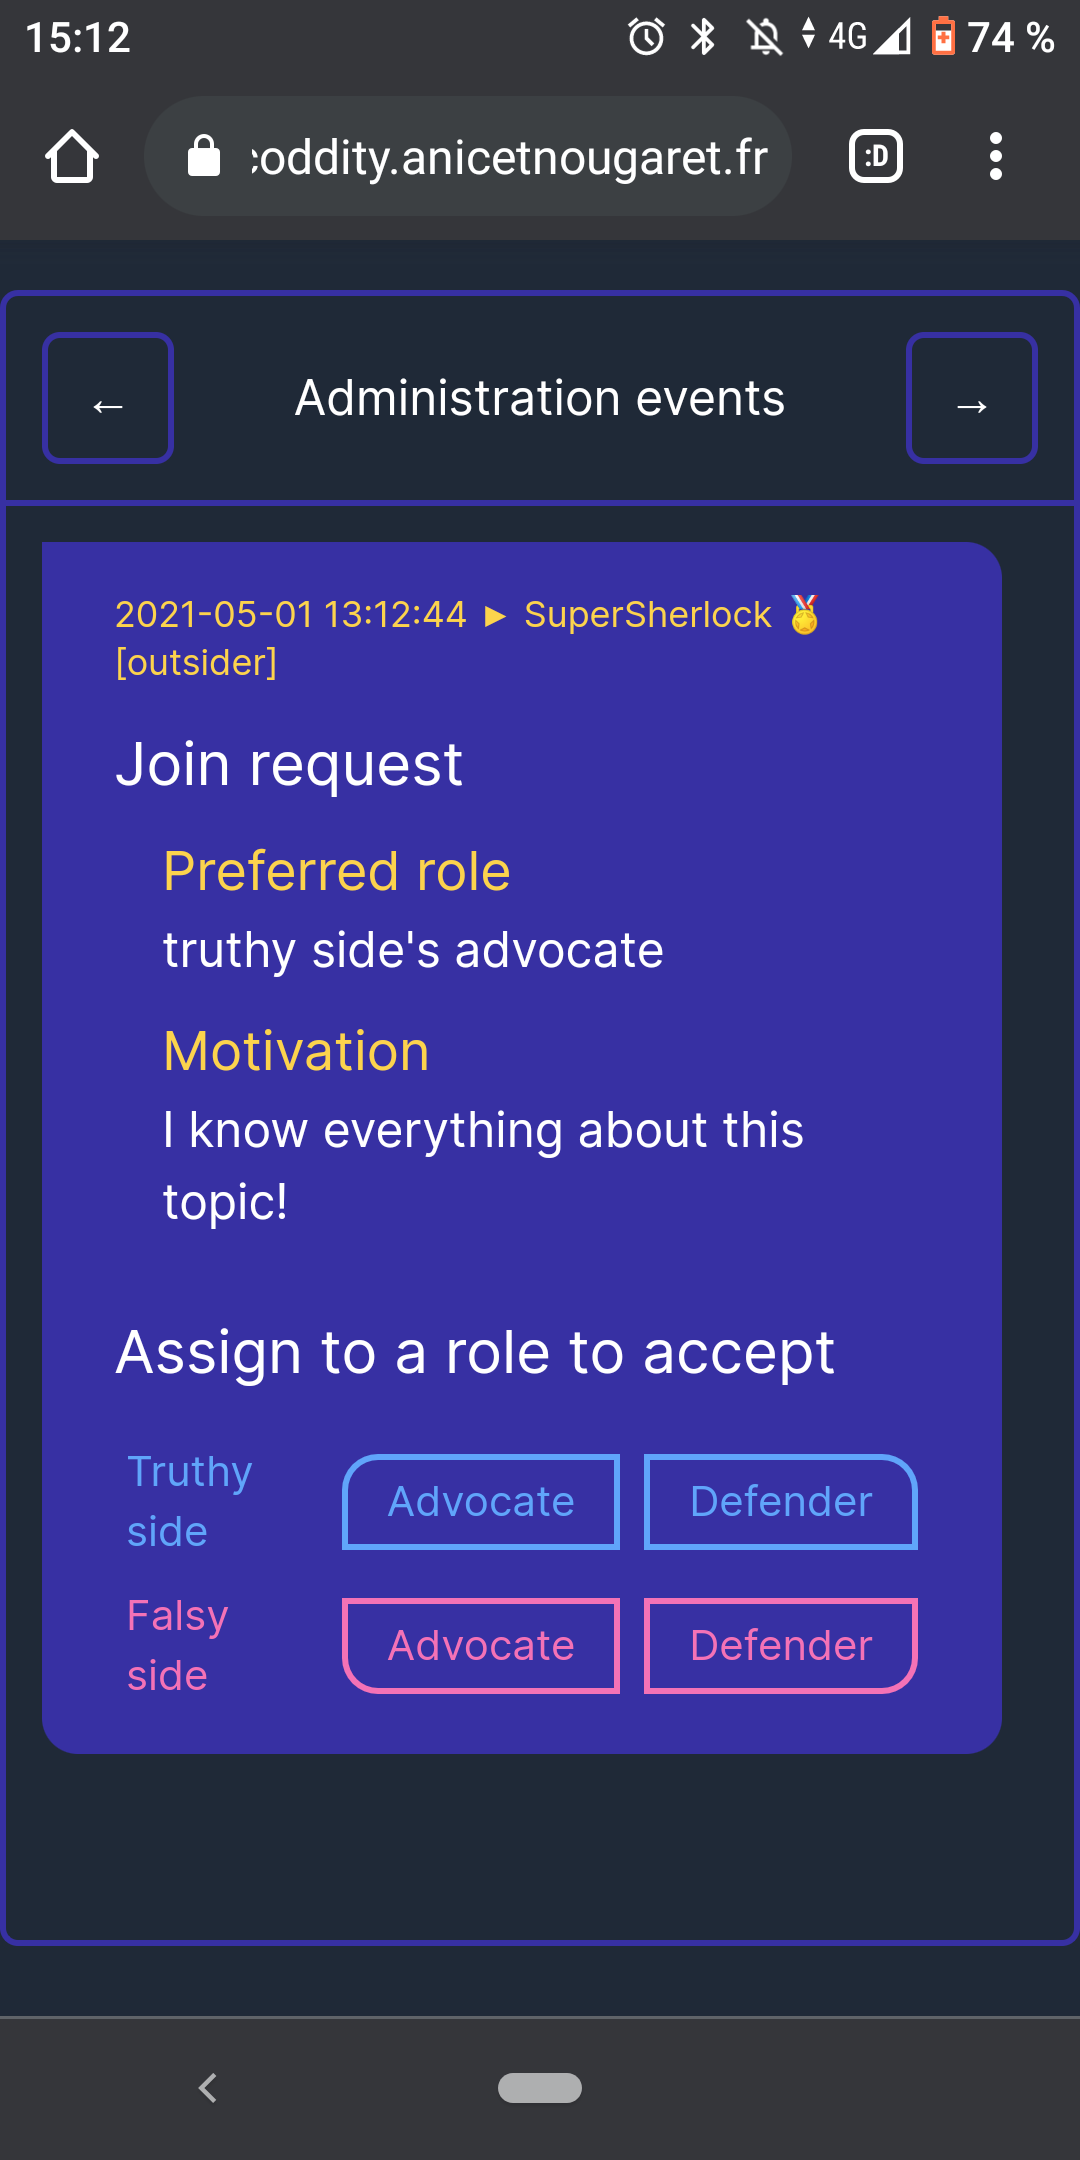 15:12 4G 74 %
coddity.anicetnougaret.fr :D
← Administration events →
2021-05-01 13:12:44 ► SuperSherlock 🥇
[outsider]
Join request
Preferred role
truthy side's advocate
Motivation
I know everything about this
topic!
Assign to a role to accept
Truthy
side
Advocate Defender
Falsy
side
Advocate Defender